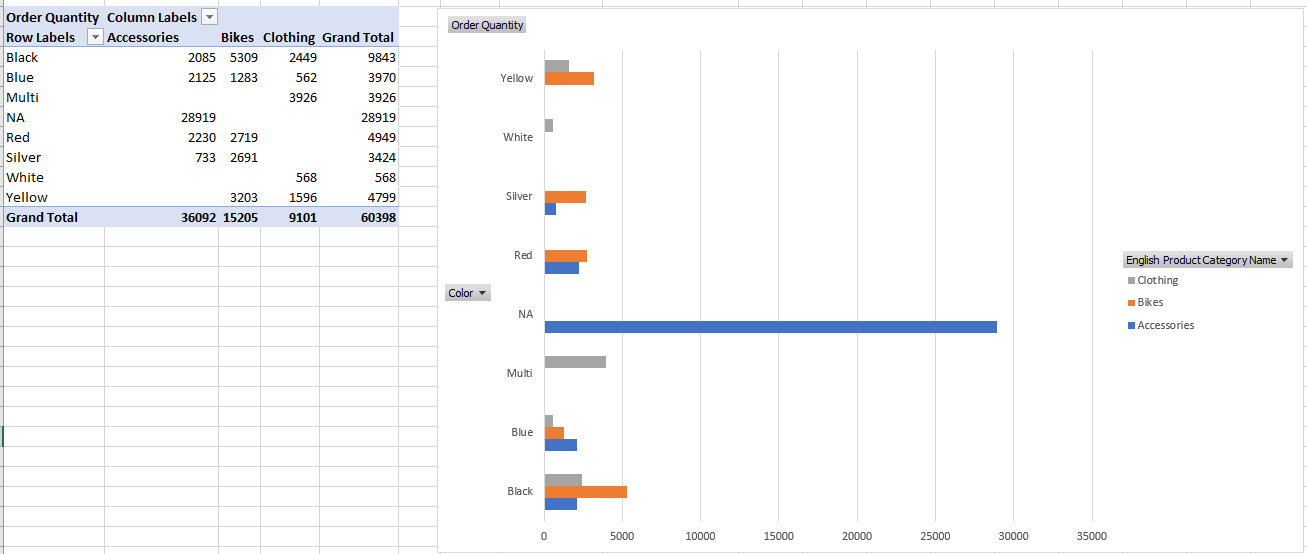 Order Quantity Column Labels
Row Labels Accessories Bikes Clothing Grand Total
Black 2085 5309 2449 9843
Blue 2125 1283 562 3970
Multi 3926 3926
NA 28919 28919
Red 2230 2719 4949
Silver 733 2691 3424
White 568 568
Yellow 3203 1596 4799
Grand Total 36092 15205 9101 60398
Order Quantity
Yellow
White
Silver
Red
Color
NA
Multi
Blue
Black
0 5000 10000 15000 20000 25000 30000 35000
English Product Category Name
Clothing
Bikes
Accessories